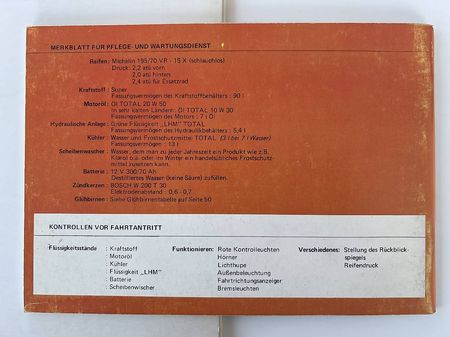 MERKBLATT FÜR PFLEGE- UND WARTUNGSDIENST
Reifen: Michelin 195/70 VR - 15 X (schlauchlos)
Druck: 2,2 atü vorn
2,0 atü hinten
2,4 atü für Ersatzrad
Kraftstoff: Super
Fassungsvermögen des Kraftstoffbehälters: 90 l
Motoröl: Öl TOTAL 20 W 50
In sehr kalten Ländern: Öl TOTAL 10 W 30
Fassungsvermögen des Motors: 7 l Öl
Hydraulische Anlage: Grüne Flüssigkeit „LHM" TOTAL
Fassungsvermögen des Hydraulikbehälters: 5,4 l
Kühler: Wasser und Frostschutzmittel TOTAL (3 l bei 7 l Wasser)
Fassungsvermögen: 13 l
Scheibenwascher: Wasser, dem man zu jeder Jahreszeit ein Produkt wie z.B.
Klarol o.ä. oder im Winter ein handelsübliches Frostschutz-
mittel zusetzen kann.
Batterie: 12 V 300/70 Ah
Destilliertes Wasser (keine Säure) zufüllen.
Zündkerzen: BOSCH W 200 T 30
Elektrodenabstand: 0,6 - 0,7
Glühbirnen: Siehe Glühbirnentabelle auf Seite 50
KONTROLLEN VOR FAHRTANTRITT
Flüssigkeitsstände: Kraftstoff
: Motoröl
: Kühler
: Flüssigkeit „LHM"
: Batterie
: Scheibenwischer
Funktionieren: Rote Kontrolleuchten
Hörner
Lichthupe
Außenbeleuchtung
Fahrtrichtungsanzeiger
Bremsleuchten
Verschiedenes: Stellung des Rückblick-
spiegels
Reifendruck